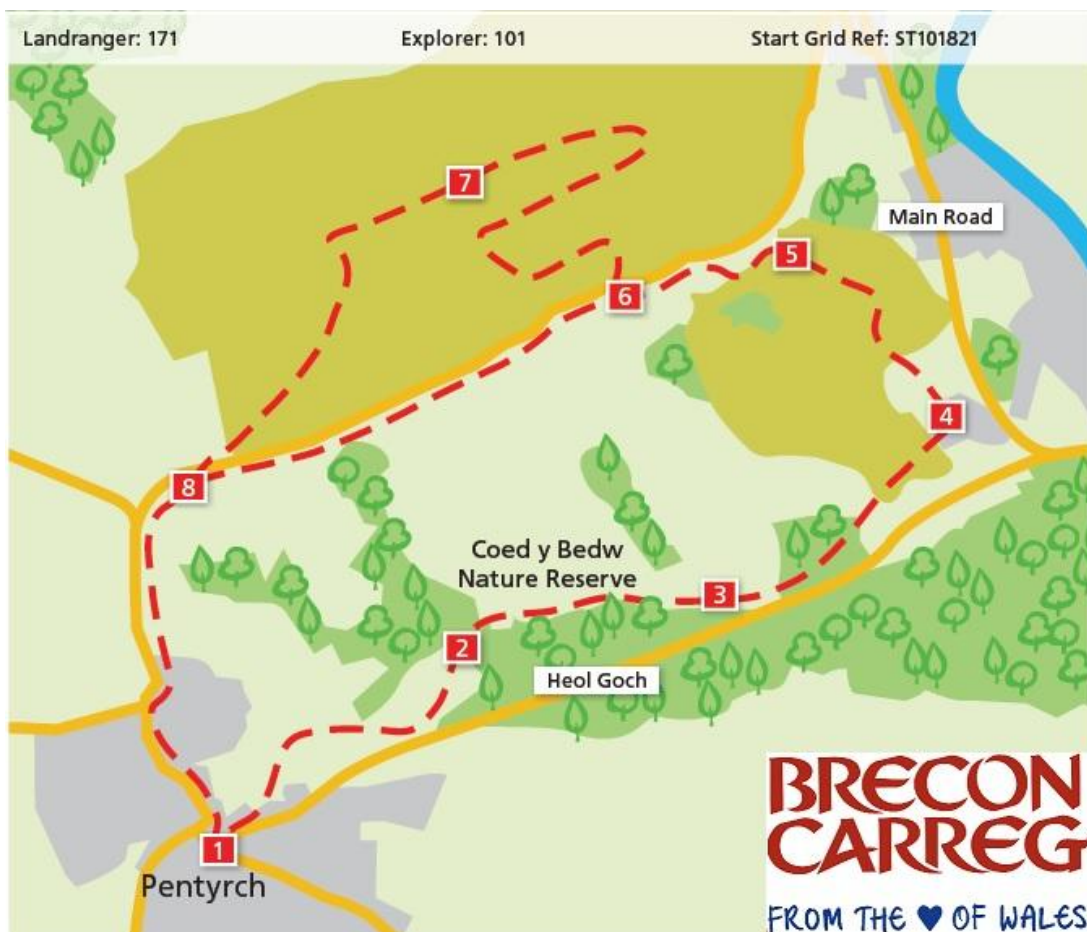 Landranger: 171
Explorer: 101
Start Grid Ref: ST101821
7
Main Road
5
6
4
8
Coed y Bedw
Nature Reserve
3
2
Heol Goch
1
Pentyrch
BRECON
CARREG
FROM THE ♥ OF WALES